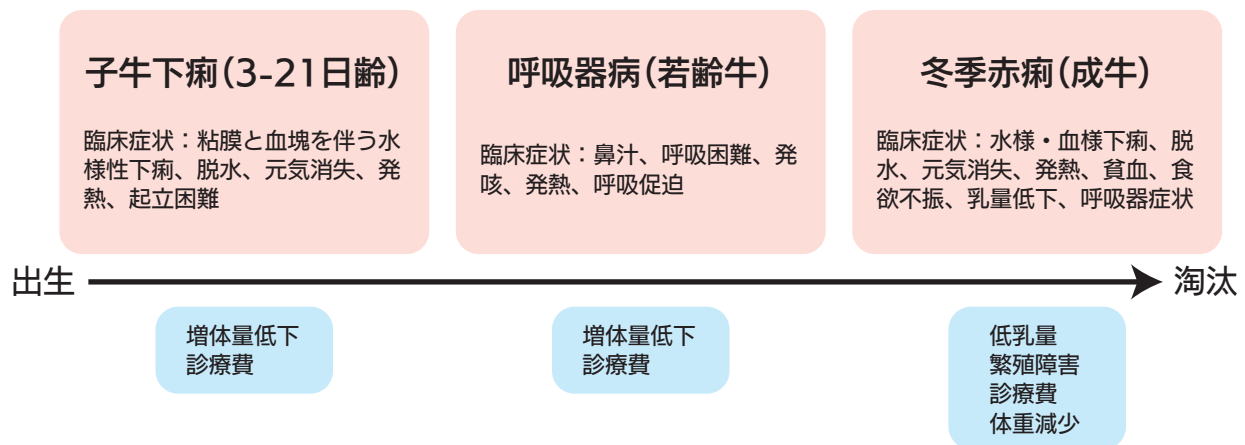 子牛下痢(3-21日齢)
臨床症状：粘膜と血塊を伴う水
様性下痢、脱水、元気消失、発
熱、起立困難
呼吸器病(若齢牛)
臨床症状：鼻汁、呼吸困難、発
咳、発熱、呼吸促迫
冬季赤痢(成牛)
臨床症状：水様・血様下痢、脱
水、元気消失、発熱、貧血、食
欲不振、乳量低下、呼吸器症状
出生
淘汰
増体量低下
診療費
増体量低下
診療費
低乳量
繁殖障害
診療費
体重減少